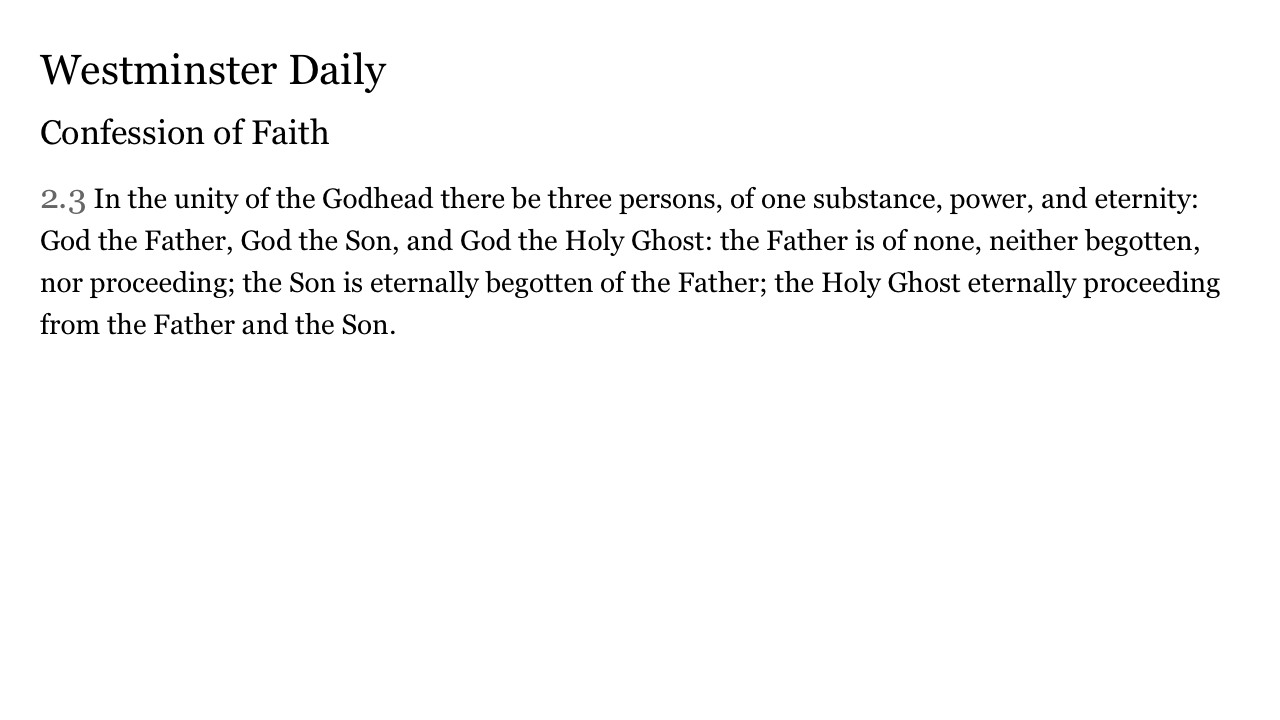 Westminster Daily
Confession of Faith
2.3 In the unity of the Godhead there be three persons, of one substance, power, and eternity:
God the Father, God the Son, and God the Holy Ghost: the Father is of none, neither begotten,
nor proceeding; the Son is eternally begotten of the Father; the Holy Ghost eternally proceeding
from the Father and the Son.